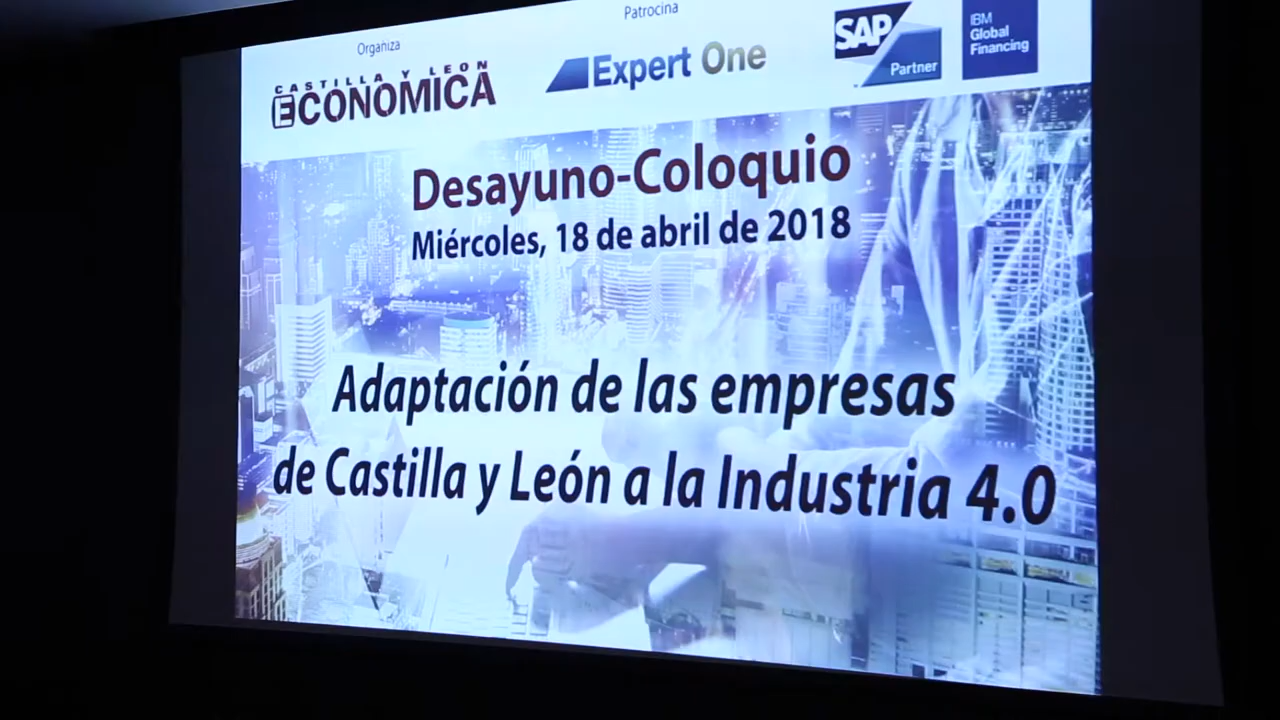 Organiza
Patrocina
CASTILLA Y LEON
ECONOMICA
Expert One
SAP
Partner
IBM
Global
Financing
Desayuno-Coloquio
Miércoles, 18 de abril de 2018
Adaptación de las empresas
de Castilla y León a la Industria 4.0